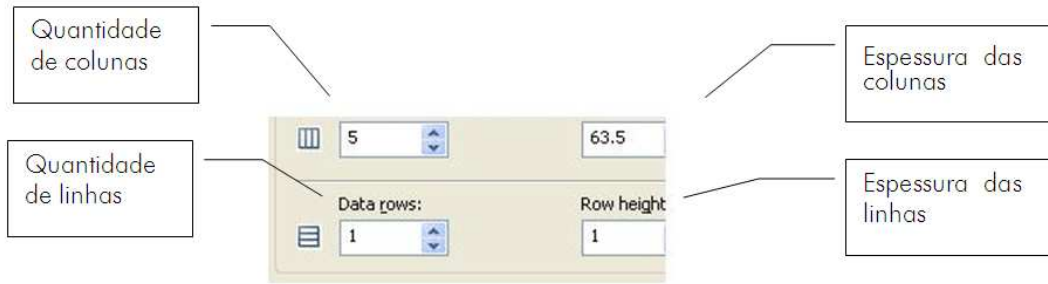 Quantidade
de colunas
Espessura das
colunas
5
63.5
Quantidade
de linhas
Espessura das
linhas
Data rows:
Row height
1
1